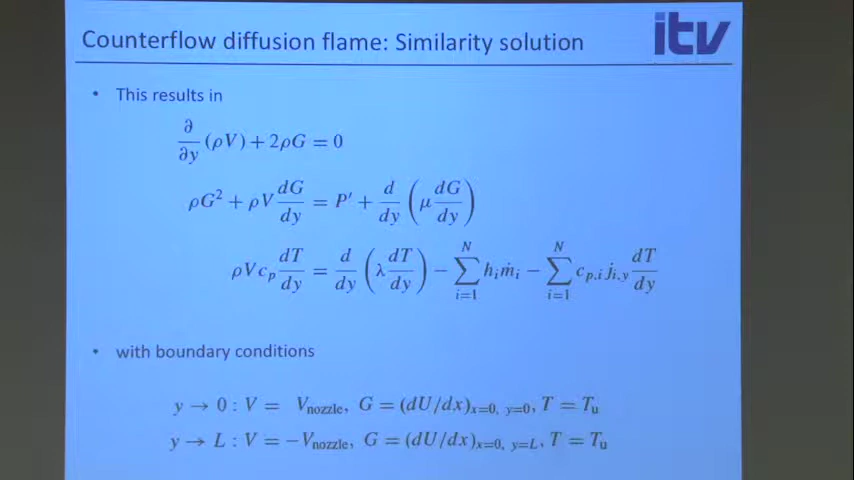 Counterflow diffusion flame: Similarity solution
itv
• This results in
∂/∂y (ρV) + 2ρG = 0
ρG² + ρV dG/dy = P′ + d/dy (μ dG/dy)
ρVc_p dT/dy = d/dy (λ dT/dy) − ∑_{i=1}^{N} h_i ṁ_i − ∑_{i=1}^{N} c_{p,i} j_{i,y} dT/dy
• with boundary conditions
y → 0 : V = V_nozzle, G = (dU/dx)_{x=0, y=0}, T = T_u
y → L : V = −V_nozzle, G = (dU/dx)_{x=0, y=L}, T = T_u